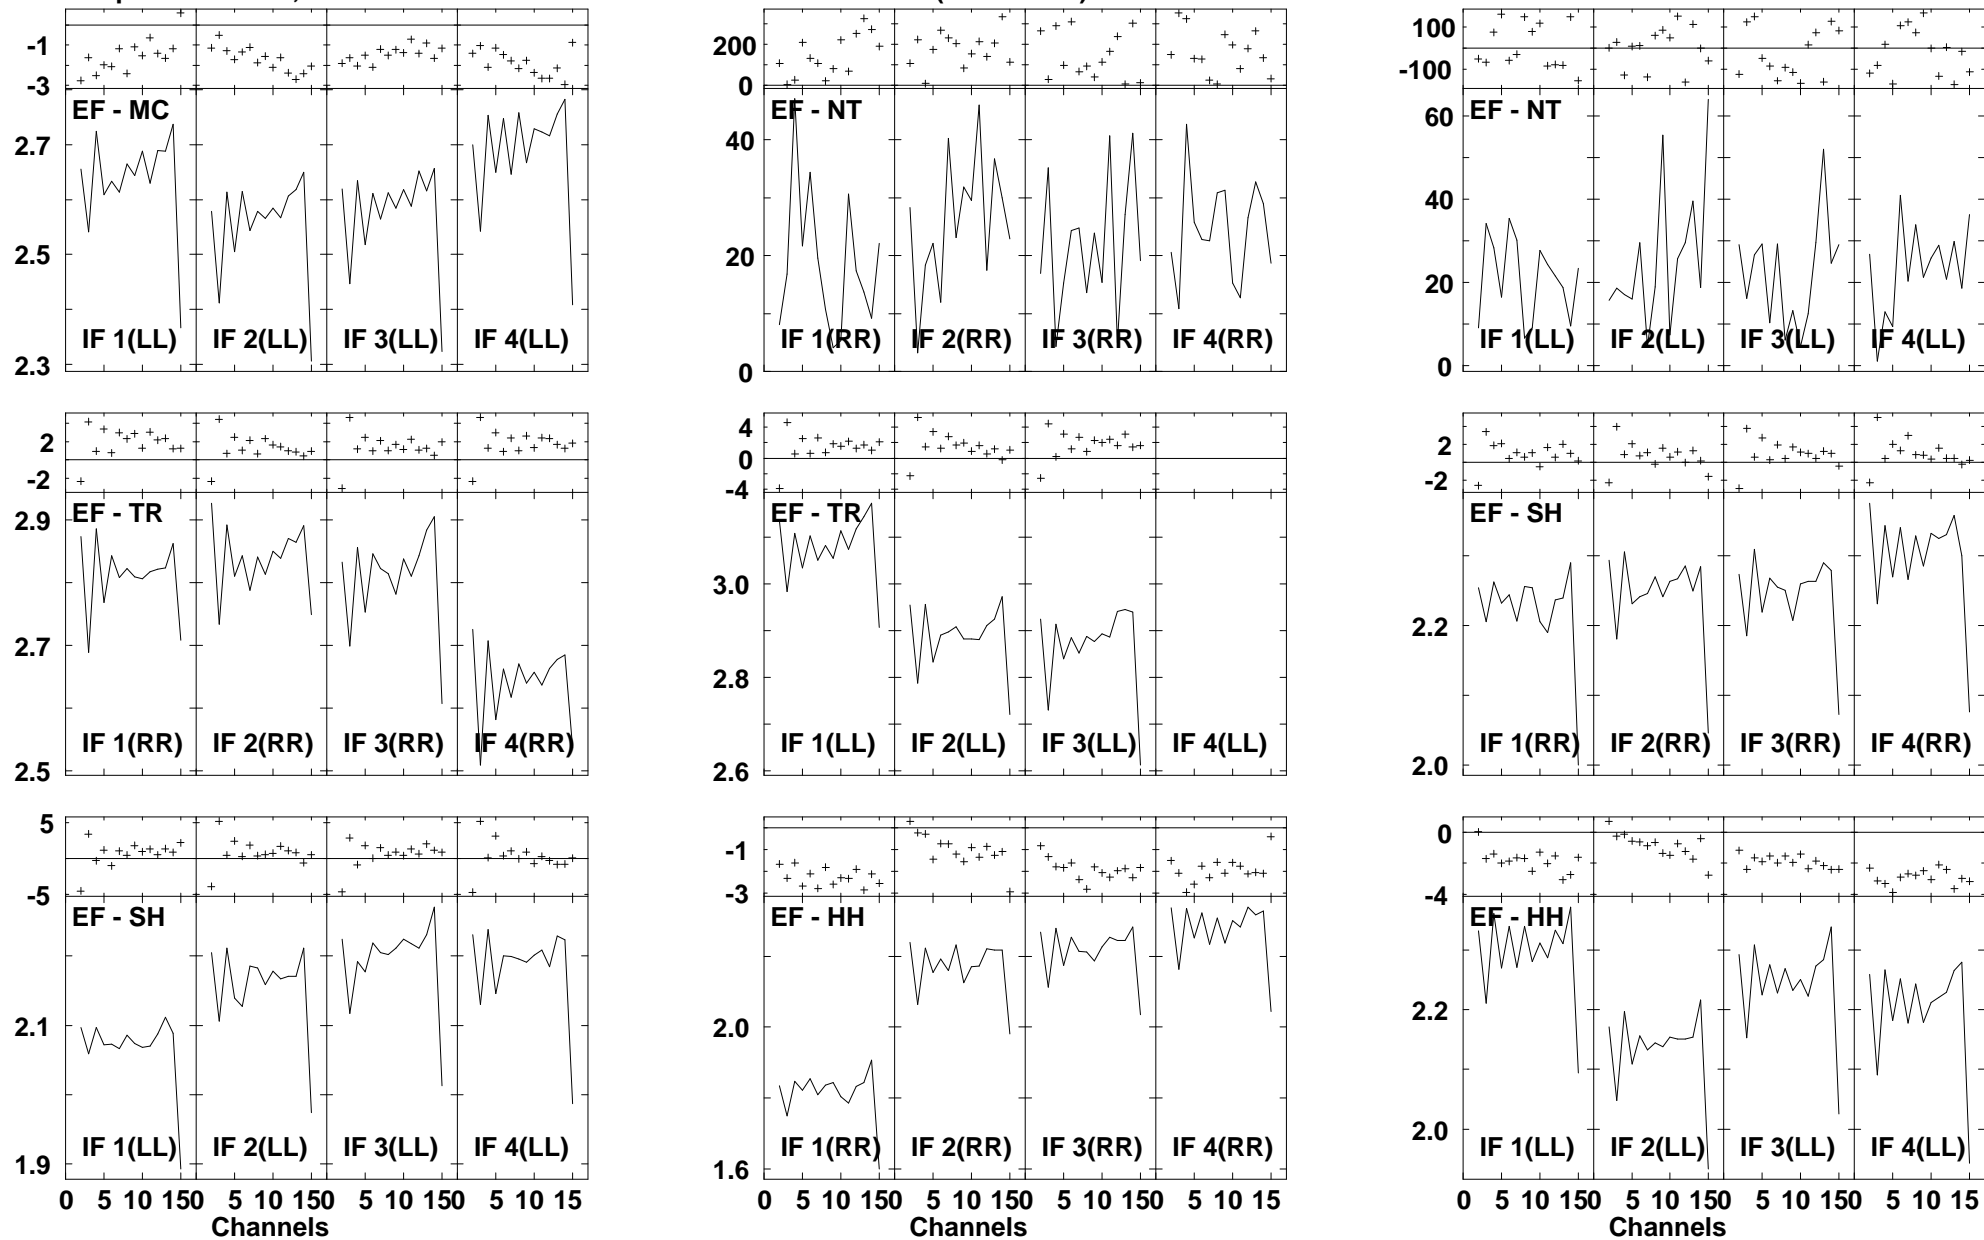 -1
-3
EF - MC
2.7
2.5
2.3
IF 1(LL) IF 2(LL) IF 3(LL) IF 4(LL)
200
0
EF - NT
40
20
0
IF 1(RR) IF 2(RR) IF 3(RR) IF 4(RR)
100
-100
EF - NT
60
40
20
0
IF 1(LL) IF 2(LL) IF 3(LL) IF 4(LL)
2
-2
EF - TR
2.9
2.7
2.5
IF 1(RR) IF 2(RR) IF 3(RR) IF 4(RR)
4
0
-4
EF - TR
3.0
2.8
2.6
IF 1(LL) IF 2(LL) IF 3(LL) IF 4(LL)
2
-2
EF - SH
2.2
2.0
IF 1(RR) IF 2(RR) IF 3(RR) IF 4(RR)
5
-5
EF - SH
2.1
1.9
IF 1(LL) IF 2(LL) IF 3(LL) IF 4(LL)
0 5 10 150 5 10 150 5 10 150 5 10 15
Channels
-1
-3
EF - HH
2.0
1.6
IF 1(RR) IF 2(RR) IF 3(RR) IF 4(RR)
0 5 10 150 5 10 150 5 10 150 5 10 15
Channels
0
-4
EF - HH
2.2
2.0
IF 1(LL) IF 2(LL) IF 3(LL) IF 4(LL)
0 5 10 150 5 10 150 5 10 150 5 10 15
Channels